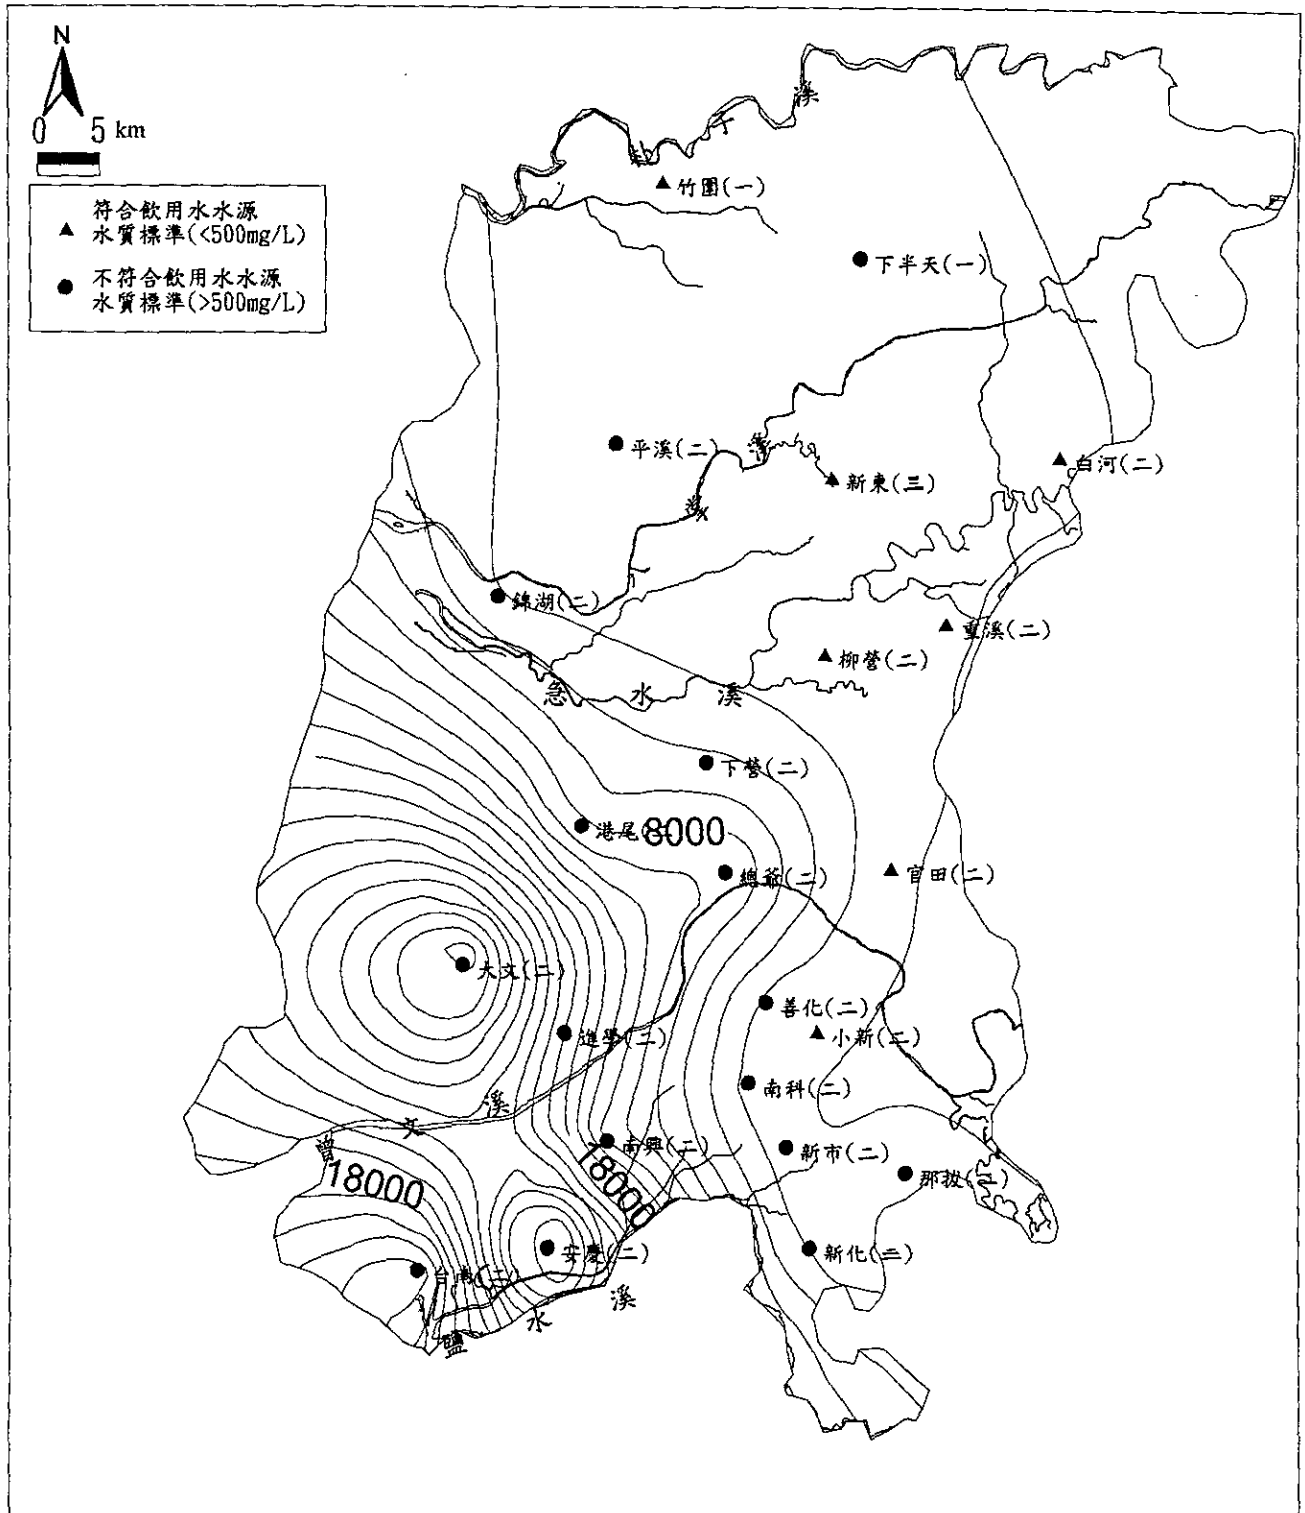 N
0 5 km
符合飲用水水源
水質標準(<500mg/L)
不符合飲用水水源
水質標準(>500mg/L)
子
溪
竹園(一)
下半天(一)
平溪(二)
新東(三)
白河(二)
錦湖(二)
重溪(二)
柳營(二)
急 水 溪
下營(二)
港尾
8000
總爺(二)
官田(二)
大文(二)
善化(二)
進學(二)
小新(二)
南科(二)
曾 文 溪
南興(二)
新市(二)
18000
18000
那拔(二)
安慶(二)
新化(二)
台南(二)
鹽 水 溪